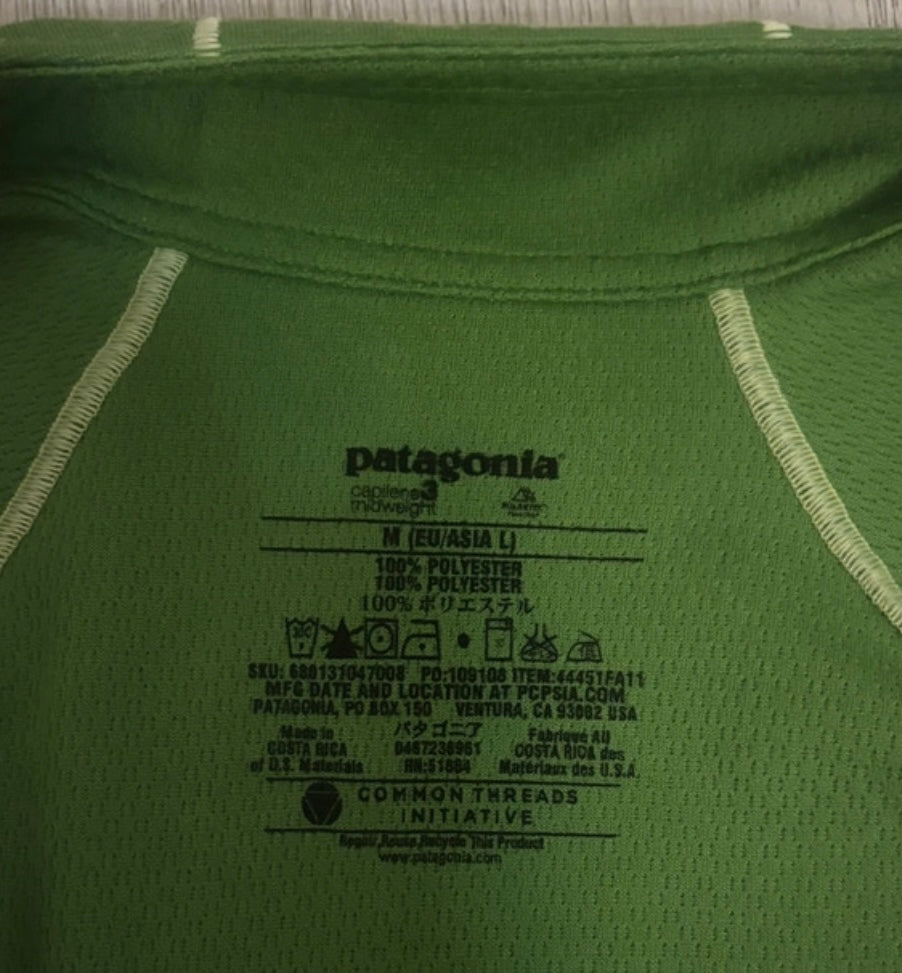 patagonia
capilene 3
midweight
M (EU/ASIA L)
100% POLYESTER
100% POLYESTER
100% ポリエステル
SKU: 680131047008 PO:109108 ITEM:44451FA11
MFG DATE AND LOCATION AT PCPSIA.COM
PATAGONIA, PO BOX 150 VENTURA, CA 93002 USA
Made in パタゴニア Fabriqué AU
COSTA RICA 0467236961 COSTA RICA des
of U.S. Materials RN:51884 Matériaux des U.S.A.
COMMON THREADS
INITIATIVE
Repair, Reuse, Recycle This Product
www.patagonia.com